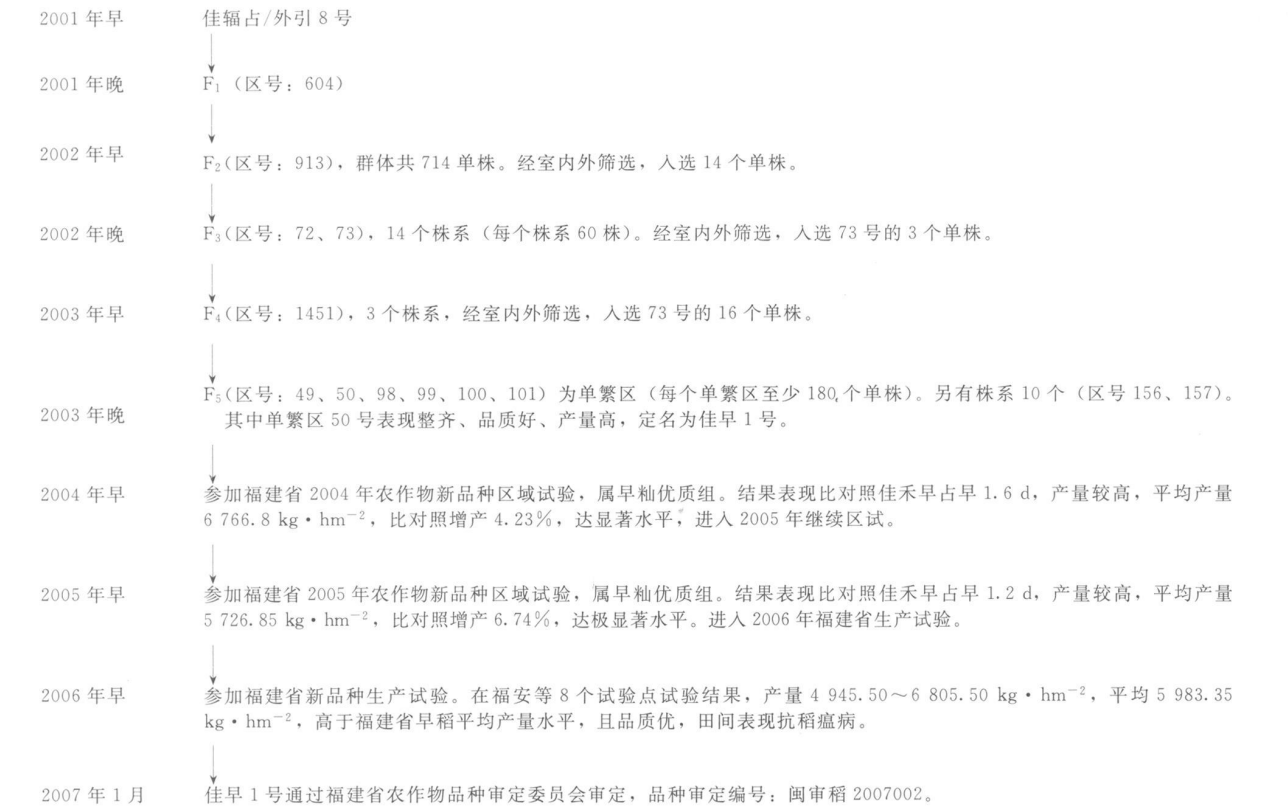 2001 年早 佳辐占/外引 8 号
2001 年晚 F₁（区号：604）
2002 年早 F₂（区号：913），群体共 714 单株。经室内外筛选，入选 14 个单株。
2002 年晚 F₃（区号：72、73），14 个株系（每个株系 60 株）。经室内外筛选，入选 73 号的 3 个单株。
2003 年早 F₄（区号：1451），3 个株系，经室内外筛选，入选 73 号的 16 个单株。
F₅（区号：49、50、98、99、100、101）为单繁区（每个单繁区至少 180 个单株）。另有株系 10 个（区号 156、157）。
2003 年晚 其中单繁区 50 号表现整齐、品质好、产量高，定名为佳早 1 号。
2004 年早 参加福建省 2004 年农作物新品种区域试验，属早籼优质组。结果表现比对照佳禾早占早 1.6 d，产量较高，平均产量
6 766.8 kg·hm⁻²，比对照增产 4.23%，达显著水平，进入 2005 年继续区试。
2005 年早 参加福建省 2005 年农作物新品种区域试验，属早籼优质组。结果表现比对照佳禾早占早 1.2 d，产量较高，平均产量
5 726.85 kg·hm⁻²，比对照增产 6.74%，达极显著水平。进入 2006 年福建省生产试验。
2006 年早 参加福建省新品种生产试验。在福安等 8 个试验点试验结果，产量 4 945.50～6 805.50 kg·hm⁻²，平均 5 983.35
kg·hm⁻²，高于福建省早稻平均产量水平，且品质优，田间表现抗稻瘟病。
2007 年 1 月 佳早 1 号通过福建省农作物品种审定委员会审定，品种审定编号：闽审稻 2007002。